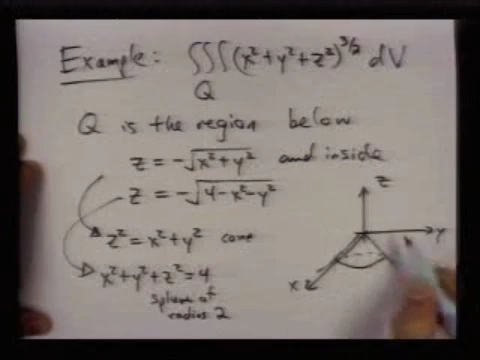 Example: ∭(x²+y²+z²)^3/2 dV
Q
Q is the region below
z = -√x²+y² and inside
z = -√4-x²-y²
z² = x²+y² cone
x²+y²+z²=4
sphere of
radius 2
z
y
x